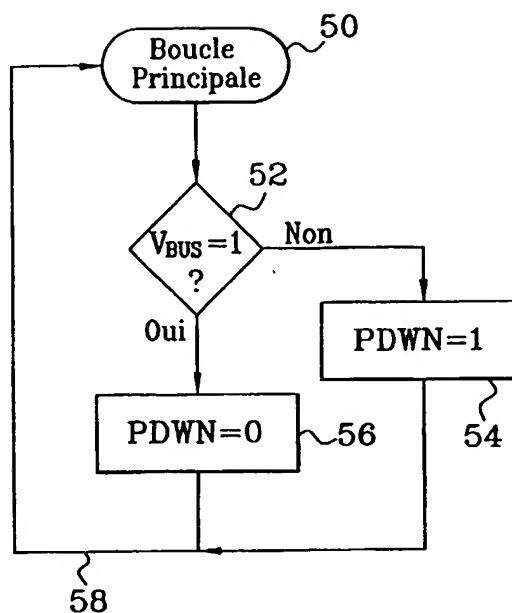 50
Boucle
Principale
52
VBUS=1
?
Non
Oui
PDWN=1
54
PDWN=0
56
58